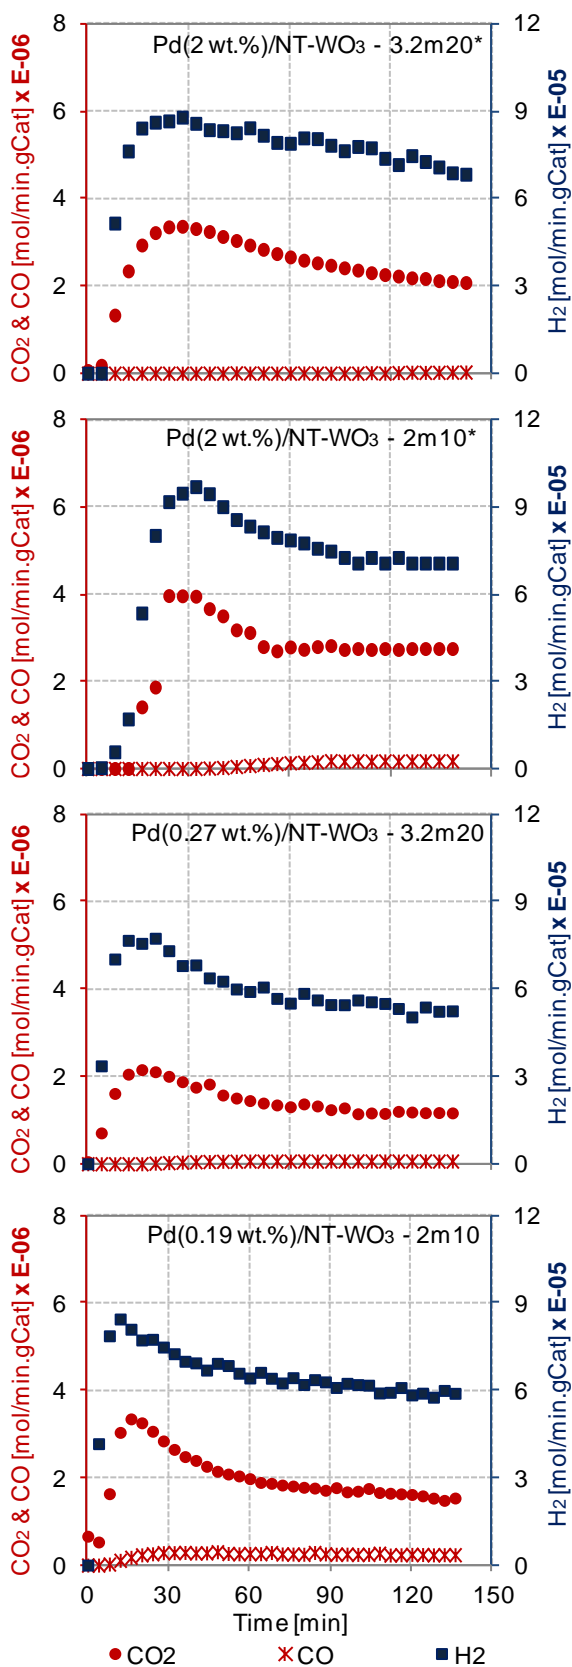 Pd(2 wt.%)/NT-WO3 - 3.2m20*
CO2 & CO [mol/min.gCat] x E-06
8
6
4
2
0
12
9
6
3
0
H2 [mol/min.gCat] x E-05
Pd(2 wt.%)/NT-WO3 - 2m10*
CO2 & CO [mol/min.gCat] x E-06
8
6
4
2
0
12
9
6
3
0
H2 [mol/min.gCat] x E-05
Pd(0.27 wt.%)/NT-WO3 - 3.2m20
CO2 & CO [mol/min.gCat] x E-06
8
6
4
2
0
12
9
6
3
0
H2 [mol/min.gCat] x E-05
Pd(0.19 wt.%)/NT-WO3 - 2m10
CO2 & CO [mol/min.gCat] x E-06
8
6
4
2
0
12
9
6
3
0
H2 [mol/min.gCat] x E-05
0 30 60 90 120 150
Time [min]
CO2 CO H2